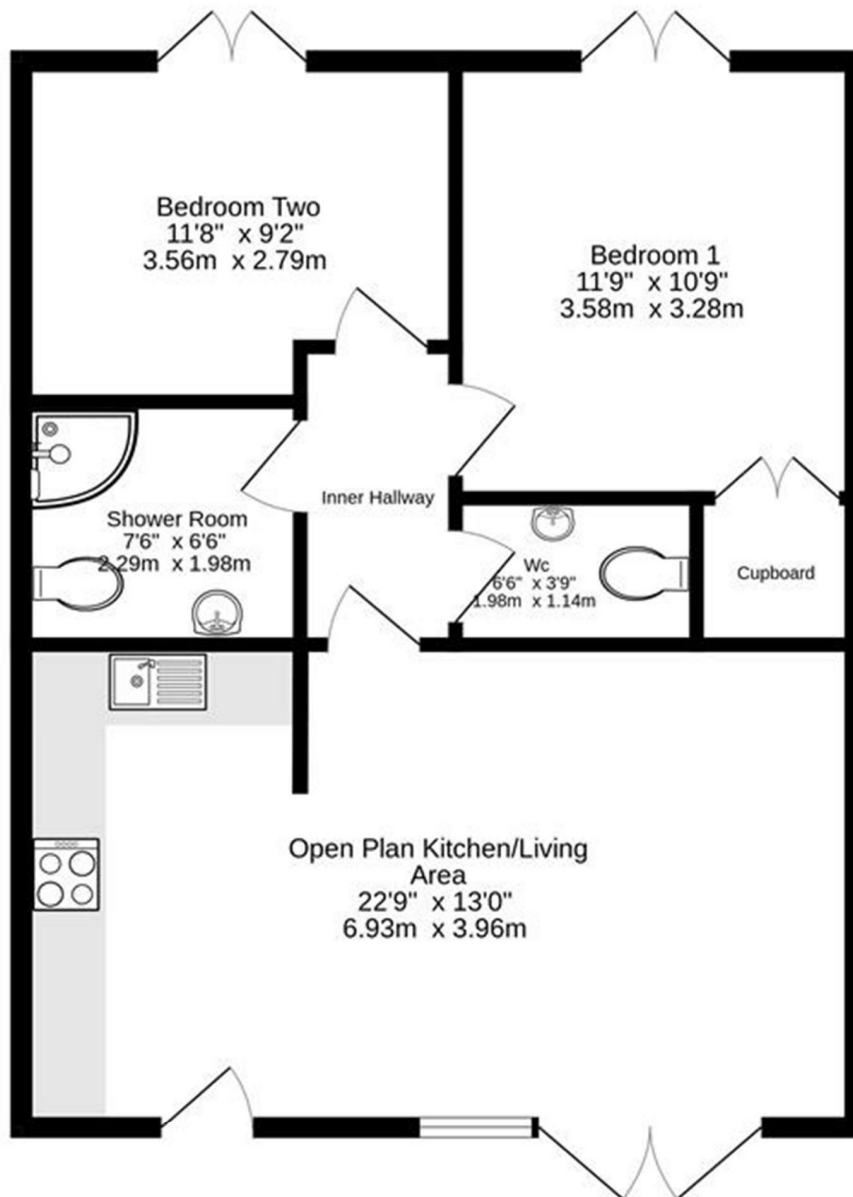 Bedroom Two
11'8" x 9'2"
3.56m x 2.79m
Bedroom 1
11'9" x 10'9"
3.58m x 3.28m
Inner Hallway
Shower Room
7'6" x 6'6"
2.29m x 1.98m
Wc
6'6" x 3'9"
1.98m x 1.14m
Cupboard
Open Plan Kitchen/Living
Area
22'9" x 13'0"
6.93m x 3.96m